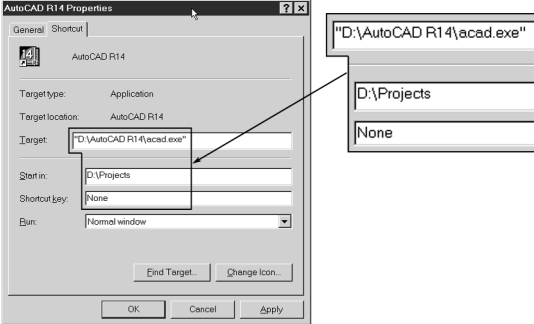 AutoCAD R14 Properties
General Shortcut
14
AutoCAD R14
Target type: Application
Target location: AutoCAD R14
Target: "D:\AutoCAD R14\acad.exe"
Start in: D:\Projects
Shortcut key: None
Run: Normal window
Find Target... Change Icon...
OK Cancel Apply
"D:\AutoCAD R14\acad.exe"
D:\Projects
None